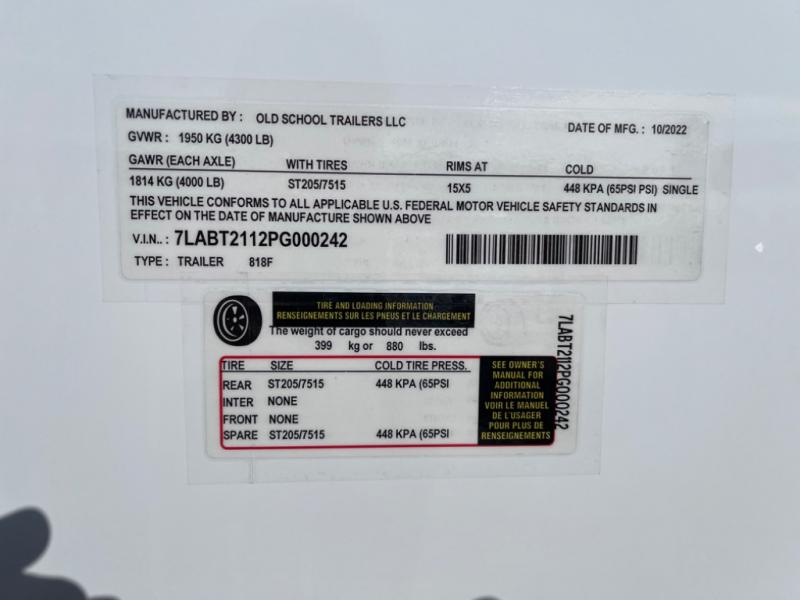 MANUFACTURED BY : OLD SCHOOL TRAILERS LLC
DATE OF MFG. : 10/2022
GVWR : 1950 KG (4300 LB)
GAWR (EACH AXLE) WITH TIRES RIMS AT COLD
1814 KG (4000 LB) ST205/7515 15X5 448 KPA (65PSI PSI) SINGLE
THIS VEHICLE CONFORMS TO ALL APPLICABLE U.S. FEDERAL MOTOR VEHICLE SAFETY STANDARDS IN
EFFECT ON THE DATE OF MANUFACTURE SHOWN ABOVE
V.I.N.. : 7LABT2112PG000242
TYPE : TRAILER 818F
TIRE AND LOADING INFORMATION
RENSEIGNEMENTS SUR LES PNEUS ET LE CHARGEMENT
The weight of cargo should never exceed
399 kg or 880 lbs.
TIRE SIZE COLD TIRE PRESS.
REAR ST205/7515 448 KPA (65PSI
INTER NONE
FRONT NONE
SPARE ST205/7515 448 KPA (65PSI
SEE OWNER'S
MANUAL FOR
ADDITIONAL
INFORMATION
VOIR LE MANUEL
DE L'USAGER
POUR PLUS DE
RENSEIGNEMENTS
7LABT2112PG000242